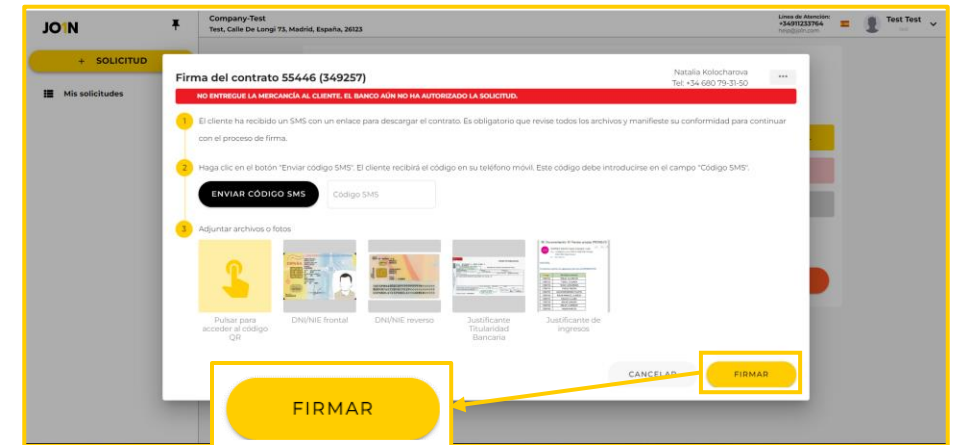 JO1N
Company-Test
Test, Calle De Longi 73, Madrid, España, 26123
Línea de Atención:
+34911233764
Test Test
+ SOLICITUD
Mis solicitudes
Firma del contrato 55446 (349257)
Natalia Kolocharova
Tel: +34 680 79-31-50
...
NO ENTREGUE LA MERCANCÍA AL CLIENTE. EL BANCO AÚN NO HA AUTORIZADO LA SOLICITUD.
1 El cliente ha recibido un SMS con un enlace para descargar el contrato. Es obligatorio que revise todos los archivos y manifieste su conformidad para continuar
con el proceso de firma.
2 Haga clic en el botón "Enviar código SMS". El cliente recibirá el código en su teléfono móvil. Este código debe introducirse en el campo "Código SMS".
ENVIAR CÓDIGO SMS
Código SMS
3 Adjuntar archivos o fotos
Pulsar para
acceder al código
QR
DNI/NIE frontal
DNI/NIE reverso
Justificante
Titularidad
Bancaria
Justificante de
ingresos
CANCELAR
FIRMAR
FIRMAR